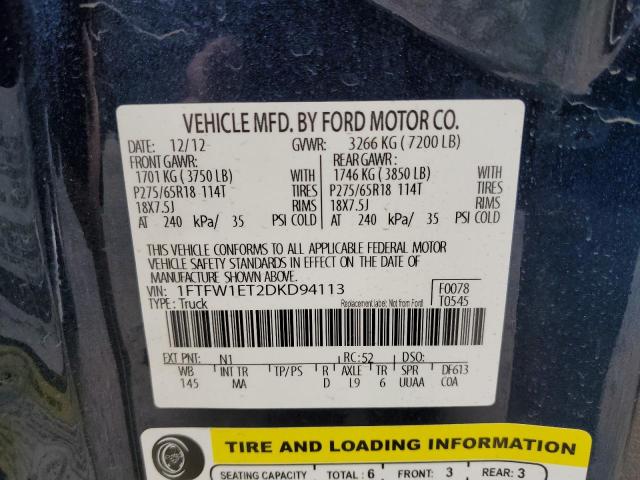 VEHICLE MFD. BY FORD MOTOR CO.
DATE: 12/12 GVWR: 3266 KG ( 7200 LB)
FRONT GAWR: REAR GAWR:
1701 KG ( 3750 LB) WITH 1746 KG ( 3850 LB) WITH
P275/65R18 114T TIRES P275/65R18 114T TIRES
18X7.5J RIMS 18X7.5J RIMS
AT 240 kPa/ 35 PSI COLD AT 240 kPa/ 35 PSI COLD
THIS VEHICLE CONFORMS TO ALL APPLICABLE FEDERAL MOTOR
VEHICLE SAFETY STANDARDS IN EFFECT ON THE DATE OF
MANUFACTURE SHOWN ABOVE.
VIN: 1FTFW1ET2DKD94113 F0078
TYPE: Truck Replacement label: Not from Ford T0545
EXT PNT: N1 RC: 52 DSO:
WB INT TR TP/PS R AXLE TR SPR DF613
145 MA D L9 6 UUAA COA
TIRE AND LOADING INFORMATION
SEATING CAPACITY TOTAL : 6 FRONT: 3 REAR: 3